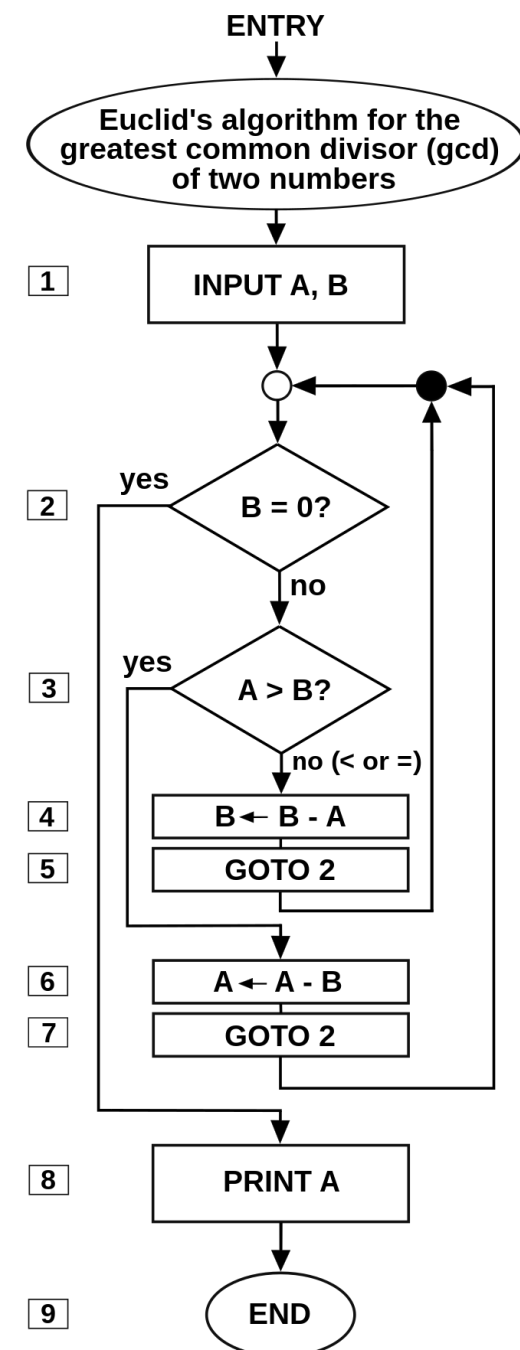 ENTRY
Euclid's algorithm for the
greatest common divisor (gcd)
of two numbers
1
INPUT A, B
yes
2
B = 0?
no
yes
3
A > B?
no (< or =)
4
B ← B - A
5
GOTO 2
6
A ← A - B
7
GOTO 2
8
PRINT A
9
END